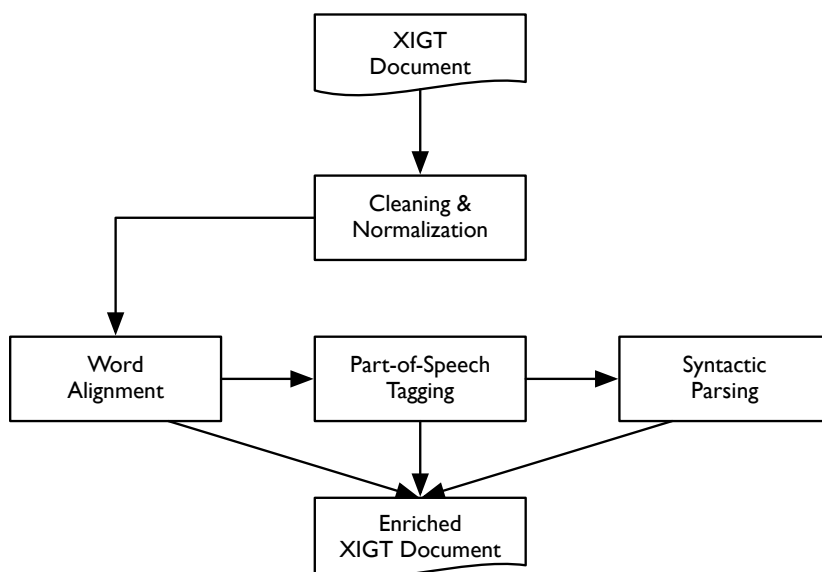 XIGT
Document
Cleaning &
Normalization
Word
Alignment
Part-of-Speech
Tagging
Syntactic
Parsing
Enriched
XIGT Document